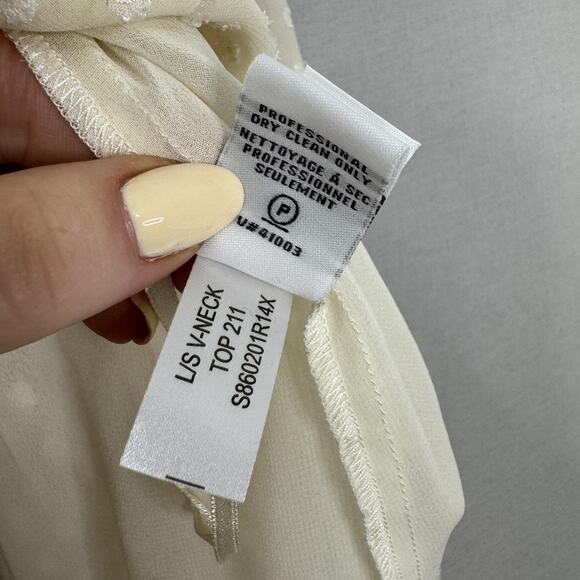 PROFESSIONAL
DRY CLEAN ONLY
NETTOYAGE À SEC
PROFESSIONNEL
SEULEMENT
P
U#41003
L/S V-NECK
TOP 211
S860201R14X